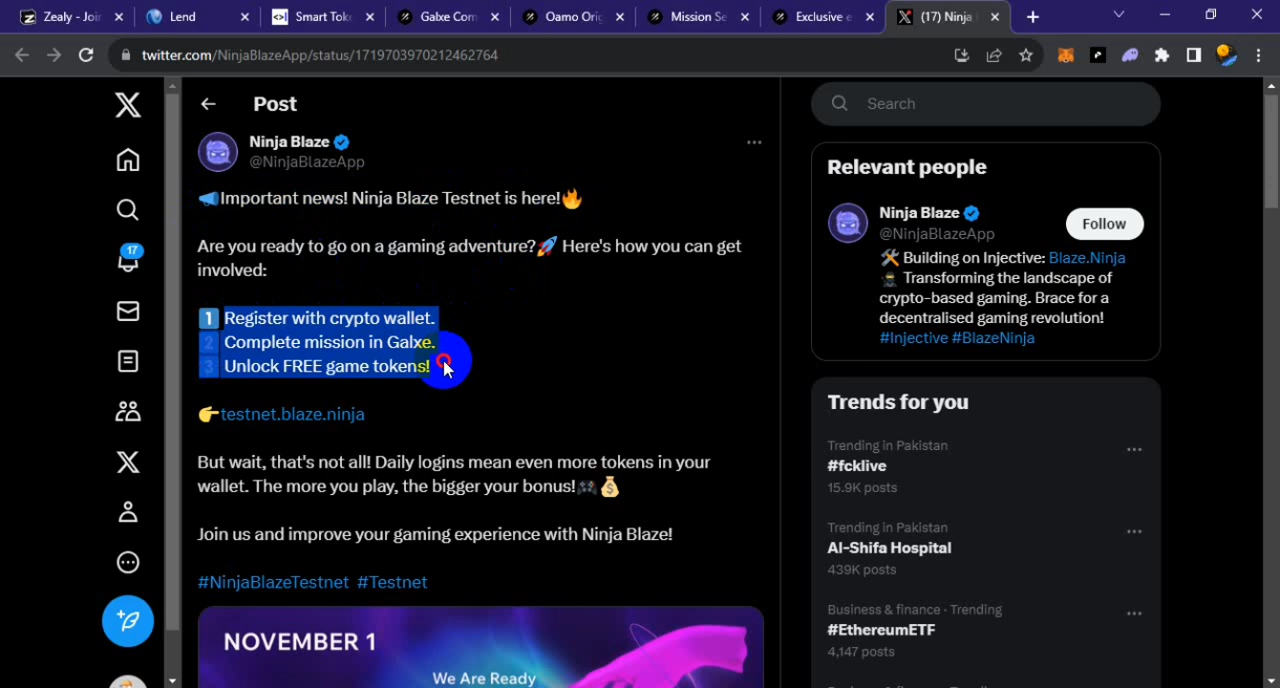 Zealy - Joir
Lend
Smart Tok
Galxe Com
Oamo Orig
Mission Se
Exclusive e
(17) Ninja
twitter.com/NinjaBlazeApp/status/1719703970212462764
Post
Search
Ninja Blaze
@NinjaBlazeApp
📣Important news! Ninja Blaze Testnet is here!🔥
Are you ready to go on a gaming adventure?🚀 Here's how you can get
involved:
1️⃣ Register with crypto wallet.
2️⃣ Complete mission in Galxe.
3️⃣ Unlock FREE game tokens!
👉testnet.blaze.ninja
But wait, that's not all! Daily logins mean even more tokens in your
wallet. The more you play, the bigger your bonus!🎮💰
Join us and improve your gaming experience with Ninja Blaze!
#NinjaBlazeTestnet #Testnet
NOVEMBER 1
We Are Ready
17
Relevant people
Ninja Blaze
@NinjaBlazeApp
Follow
🛠️ Building on Injective: Blaze.Ninja
🥷 Transforming the landscape of
crypto-based gaming. Brace for a
decentralised gaming revolution!
#Injective #BlazeNinja
Trends for you
Trending in Pakistan
#fcklive
15.9K posts
Trending in Pakistan
Al-Shifa Hospital
439K posts
Business & finance · Trending
#EthereumETF
4,147 posts